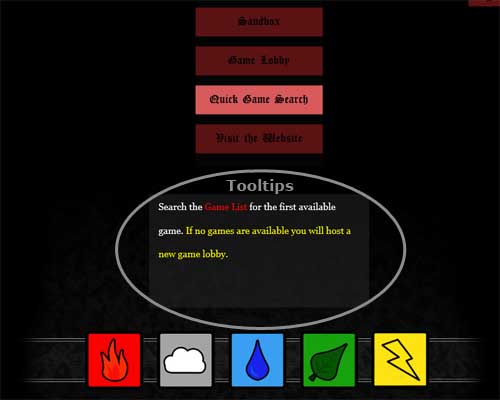 Sandbox
Game Lobby
Quick Game Search
Visit the Website
Tooltips
Search the Game List for the first available
game. If no games are available you will host a
new game lobby.